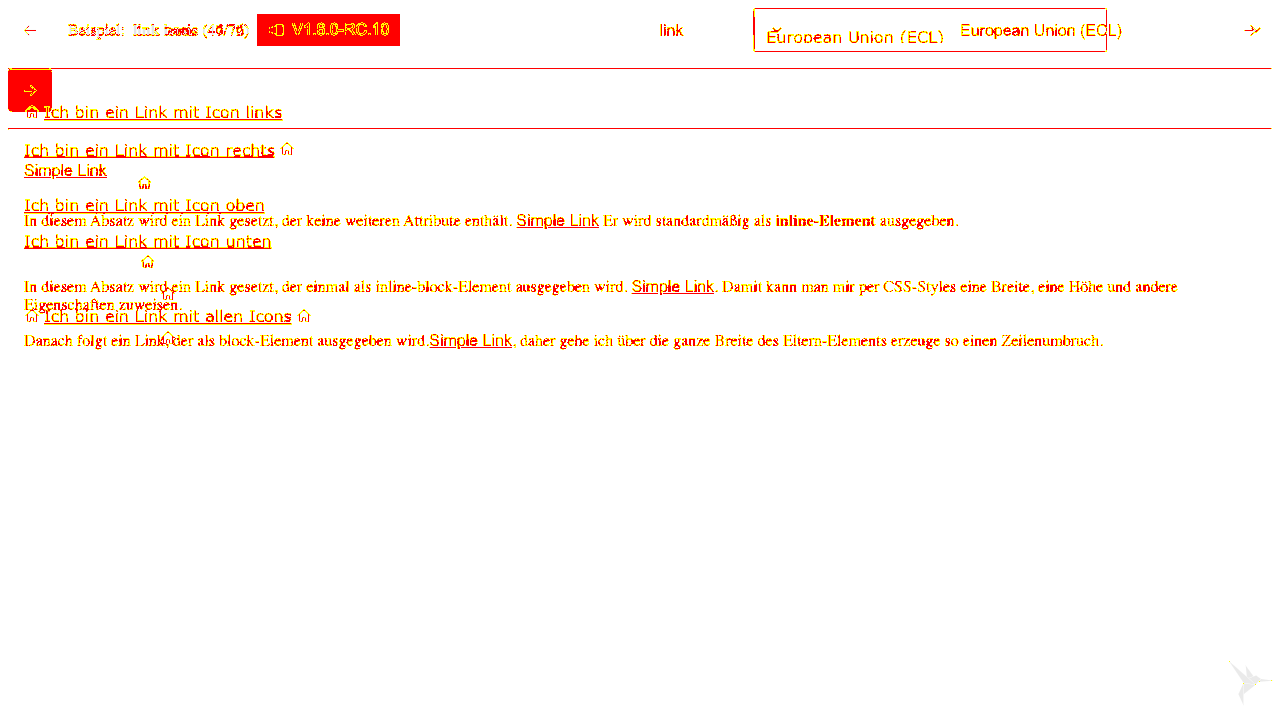 V1.6.0-RC.10
link
European Union (ECL)
European Union (ECL)
Ich bin ein Link mit Icon links
Ich bin ein Link mit Icon rechts
Simple Link
Ich bin ein Link mit Icon oben
In diesem Absatz wird ein Link gesetzt, der keine weiteren Attribute enthält. Simple Link Er wird standardmäßig als inline-Element ausgegeben.
Ich bin ein Link mit Icon unten
In diesem Absatz wird ein Link gesetzt, der einmal als inline-block-Element ausgegeben wird. Simple Link. Damit kann man mir per CSS-Styles eine Breite, eine Höhe und andere
Eigenschaften zuweisen.
Ich bin ein Link mit allen Icons
Danach folgt ein Link, der als block-Element ausgegeben wird.Simple Link, daher gehe ich über die ganze Breite des Eltern-Elements erzeuge so einen Zeilenumbruch.